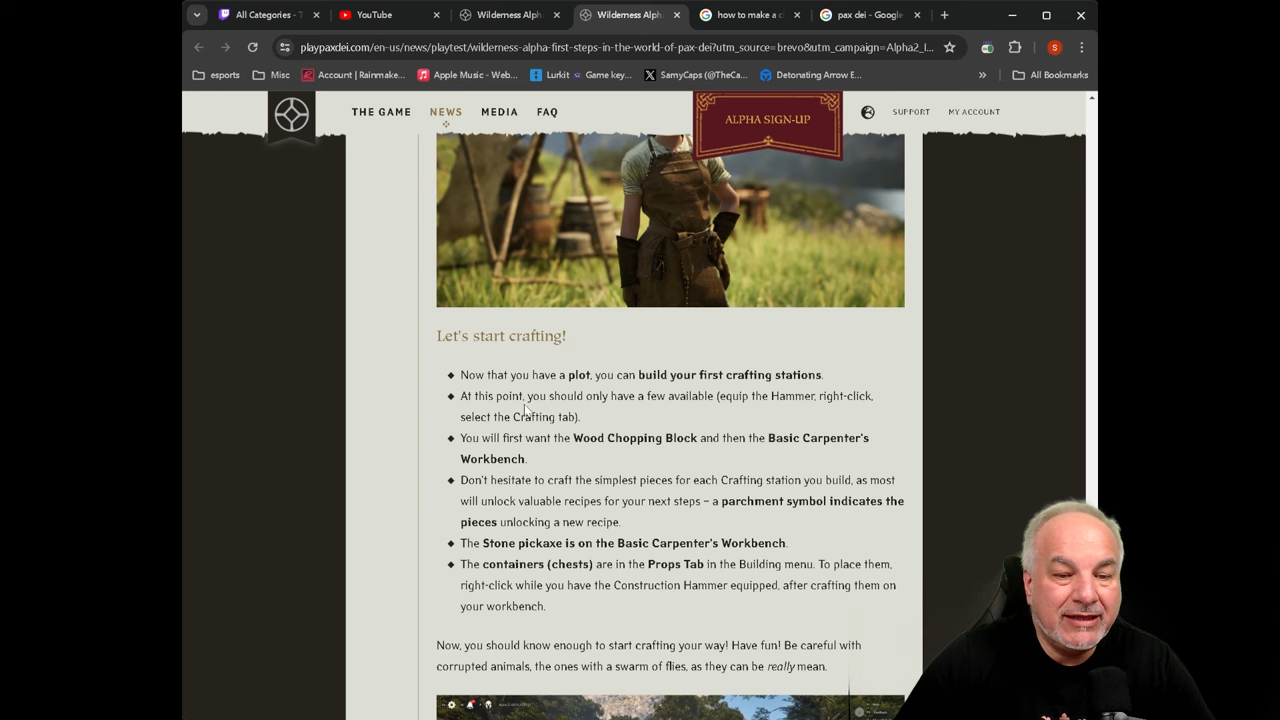 All Categories - T
YouTube
Wilderness Alph
Wilderness Alph
how to make a c
pax dei - Google
playpaxdei.com/en-us/news/playtest/wilderness-alpha-first-steps-in-the-world-of-pax-dei?utm_source=brevo&utm_campaign=Alpha2_I...
S
esports
Misc
Account | Rainmake...
Apple Music - Web...
Lurkit
Game key...
SamyCaps (@TheCa...
Detonating Arrow E...
»
All Bookmarks
THE GAME
NEWS
MEDIA
FAQ
ALPHA SIGN-UP
SUPPORT
MY ACCOUNT
Let's start crafting!
Now that you have a plot, you can build your first crafting stations.
At this point, you should only have a few available (equip the Hammer, right-click,
select the Crafting tab).
You will first want the Wood Chopping Block and then the Basic Carpenter's
Workbench.
Don't hesitate to craft the simplest pieces for each Crafting station you build, as most
will unlock valuable recipes for your next steps – a parchment symbol indicates the
pieces unlocking a new recipe.
The Stone pickaxe is on the Basic Carpenter's Workbench.
The containers (chests) are in the Props Tab in the Building menu. To place them,
right-click while you have the Construction Hammer equipped, after crafting them on
your workbench.
Now, you should know enough to start crafting your way! Have fun! Be careful with
corrupted animals, the ones with a swarm of flies, as they can be really mean.